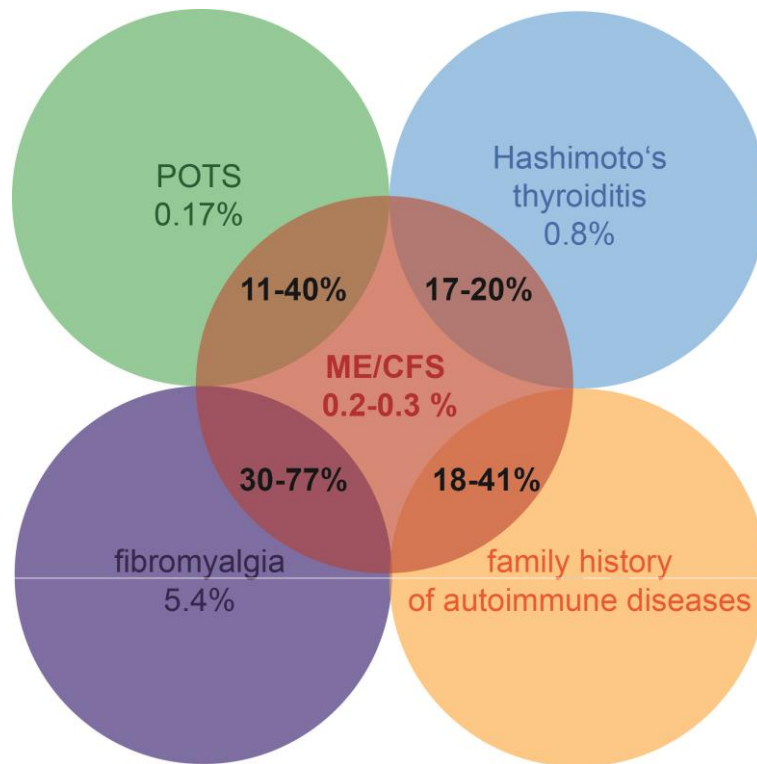 POTS
0.17%
Hashimoto‘s
thyroiditis
0.8%
11-40%
17-20%
ME/CFS
0.2-0.3 %
30-77%
18-41%
fibromyalgia
5.4%
family history
of autoimmune diseases